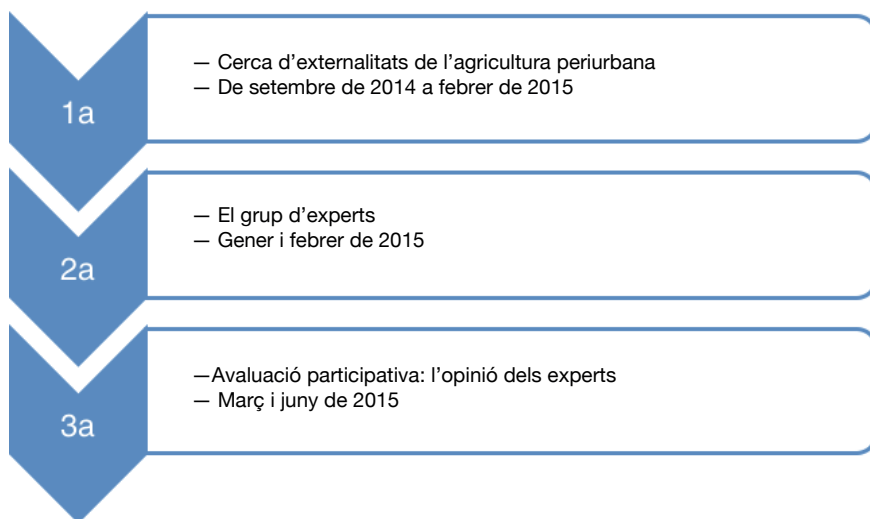 1a
— Cerca d’externalitats de l’agricultura periurbana
— De setembre de 2014 a febrer de 2015
2a
— El grup d’experts
— Gener i febrer de 2015
3a
—Avaluació participativa: l’opinió dels experts
— Març i juny de 2015